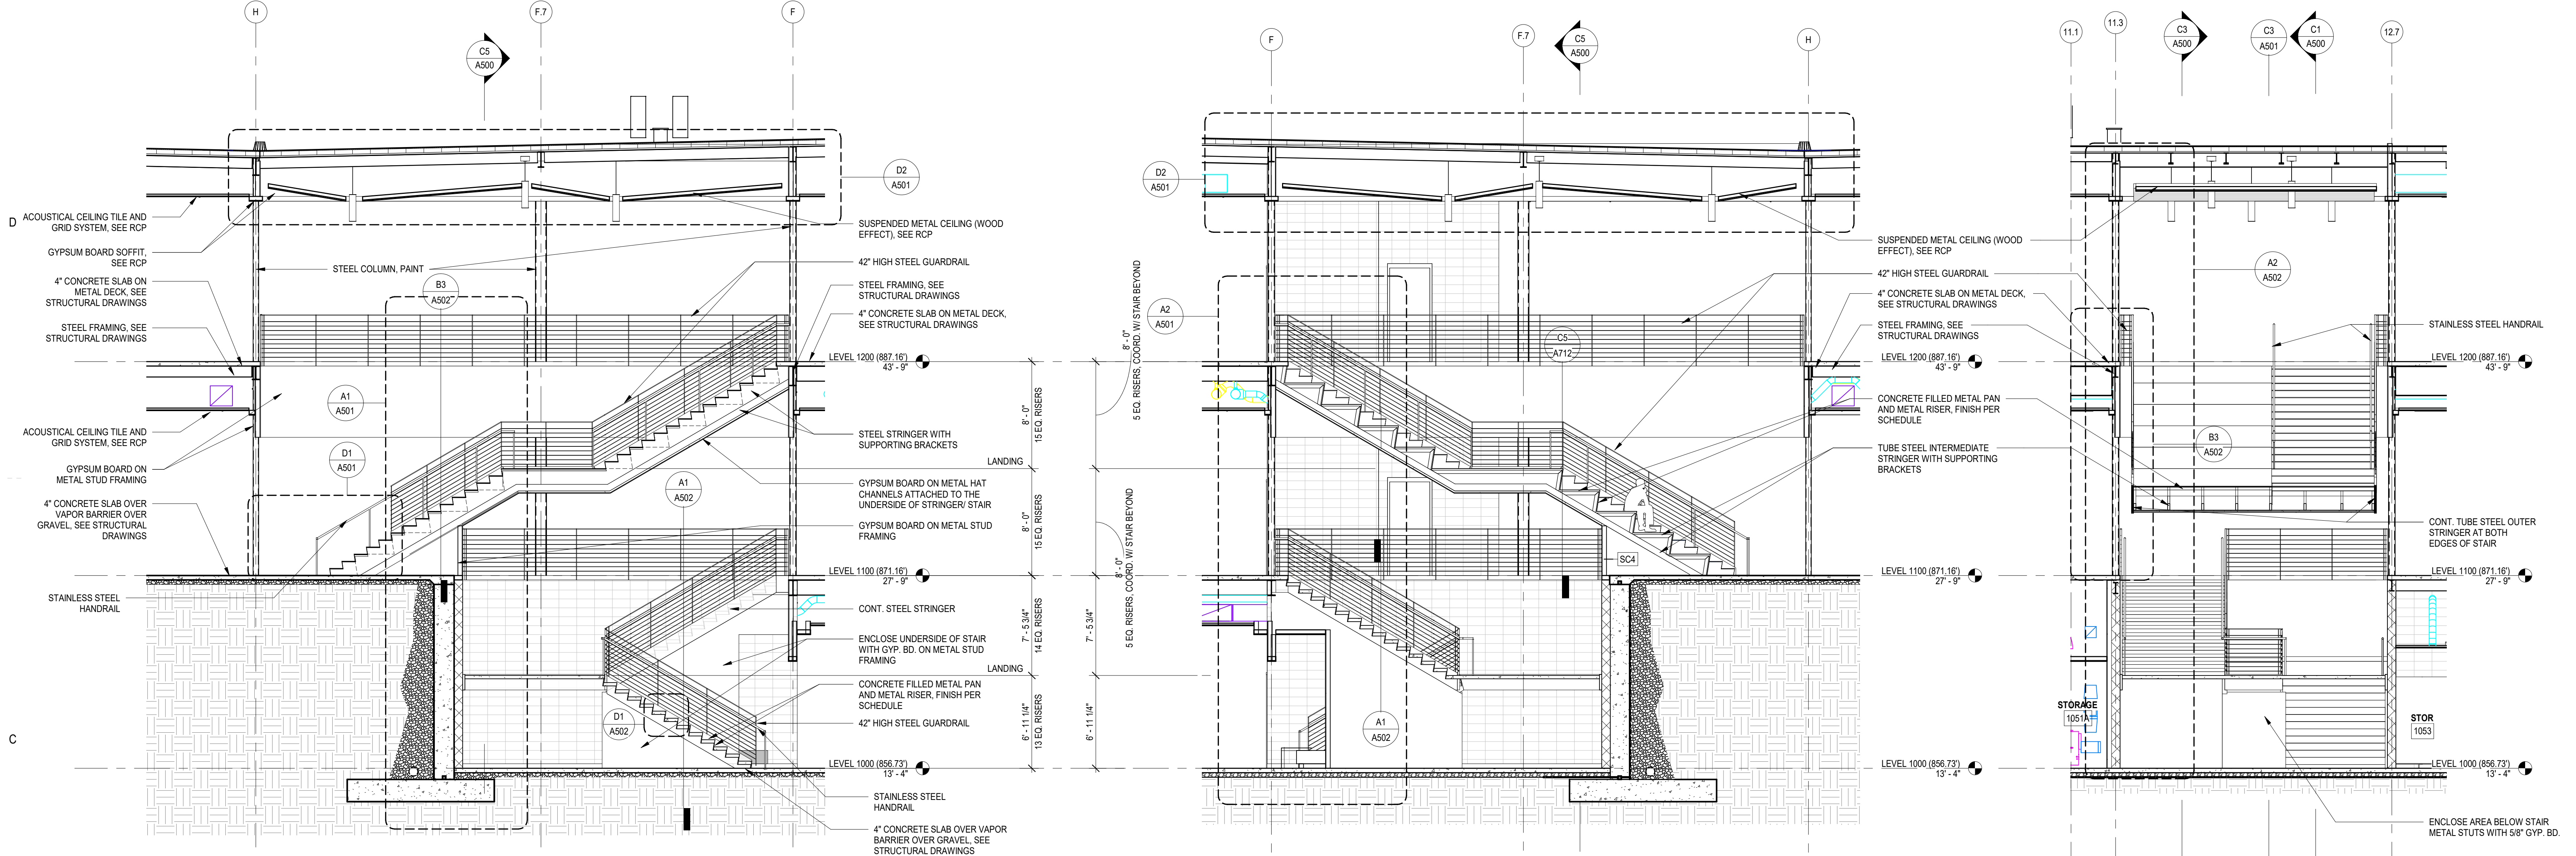 H
F.7
F
C5
A500
D2
A501
D
ACOUSTICAL CEILING TILE AND
GRID SYSTEM, SEE RCP
GYPSUM BOARD SOFFIT,
SEE RCP
4" CONCRETE SLAB ON
METAL DECK, SEE
STRUCTURAL DRAWINGS
STEEL FRAMING, SEE
STRUCTURAL DRAWINGS
ACOUSTICAL CEILING TILE AND
GRID SYSTEM, SEE RCP
GYPSUM BOARD ON
METAL STUD FRAMING
4" CONCRETE SLAB OVER
VAPOR BARRIER OVER
GRAVEL, SEE STRUCTURAL
DRAWINGS
STAINLESS STEEL
HANDRAIL
C
STEEL COLUMN, PAINT
B3
A502
A1
A501
D1
A501
A1
A502
D1
A502
SUSPENDED METAL CEILING (WOOD
EFFECT), SEE RCP
42" HIGH STEEL GUARDRAIL
STEEL FRAMING, SEE
STRUCTURAL DRAWINGS
4" CONCRETE SLAB ON METAL DECK,
SEE STRUCTURAL DRAWINGS
LEVEL 1200 (887.16')
43' - 9"
STEEL STRINGER WITH
SUPPORTING BRACKETS
LANDING
GYPSUM BOARD ON METAL HAT
CHANNELS ATTACHED TO THE
UNDERSIDE OF STRINGER/ STAIR
GYPSUM BOARD ON METAL STUD
FRAMING
LEVEL 1100 (871.16')
27' - 9"
CONT. STEEL STRINGER
ENCLOSE UNDERSIDE OF STAIR
WITH GYP. BD. ON METAL STUD
FRAMING
LANDING
CONCRETE FILLED METAL PAN
AND METAL RISER, FINISH PER
SCHEDULE
42" HIGH STEEL GUARDRAIL
LEVEL 1000 (856.73')
13' - 4"
STAINLESS STEEL
HANDRAIL
4" CONCRETE SLAB OVER VAPOR
BARRIER OVER GRAVEL, SEE
STRUCTURAL DRAWINGS
8' - 0"
15 EQ. RISERS
8' - 0"
15 EQ. RISERS
7' - 5 3/4"
14 EQ. RISERS
6' - 11 1/4"
13 EQ. RISERS
8' - 0"
5 EQ. RISERS, COORD. W/ STAIR BEYOND
8' - 0"
5 EQ. RISERS, COORD. W/ STAIR BEYOND
7' - 5 3/4"
6' - 11 1/4"
F
F.7
H
C5
A500
D2
A501
A2
A501
C5
A712
SC4
A1
A502
SUSPENDED METAL CEILING (WOOD
EFFECT), SEE RCP
42" HIGH STEEL GUARDRAIL
4" CONCRETE SLAB ON METAL DECK,
SEE STRUCTURAL DRAWINGS
STEEL FRAMING, SEE
STRUCTURAL DRAWINGS
LEVEL 1200 (887.16')
43' - 9"
CONCRETE FILLED METAL PAN
AND METAL RISER, FINISH PER
SCHEDULE
TUBE STEEL INTERMEDIATE
STRINGER WITH SUPPORTING
BRACKETS
LEVEL 1100 (871.16')
27' - 9"
LEVEL 1000 (856.73')
13' - 4"
11.1
11.3
C3
A500
C3
A501
C1
A500
12.7
A2
A502
B3
A502
STAINLESS STEEL HANDRAIL
LEVEL 1200 (887.16')
43' - 9"
CONT. TUBE STEEL OUTER
STRINGER AT BOTH
EDGES OF STAIR
LEVEL 1100 (871.16')
27' - 9"
STORAGE
1051A
STOR
1053
LEVEL 1000 (856.73')
13' - 4"
ENCLOSE AREA BELOW STAIR
METAL STUTS WITH 5/8" GYP. BD.